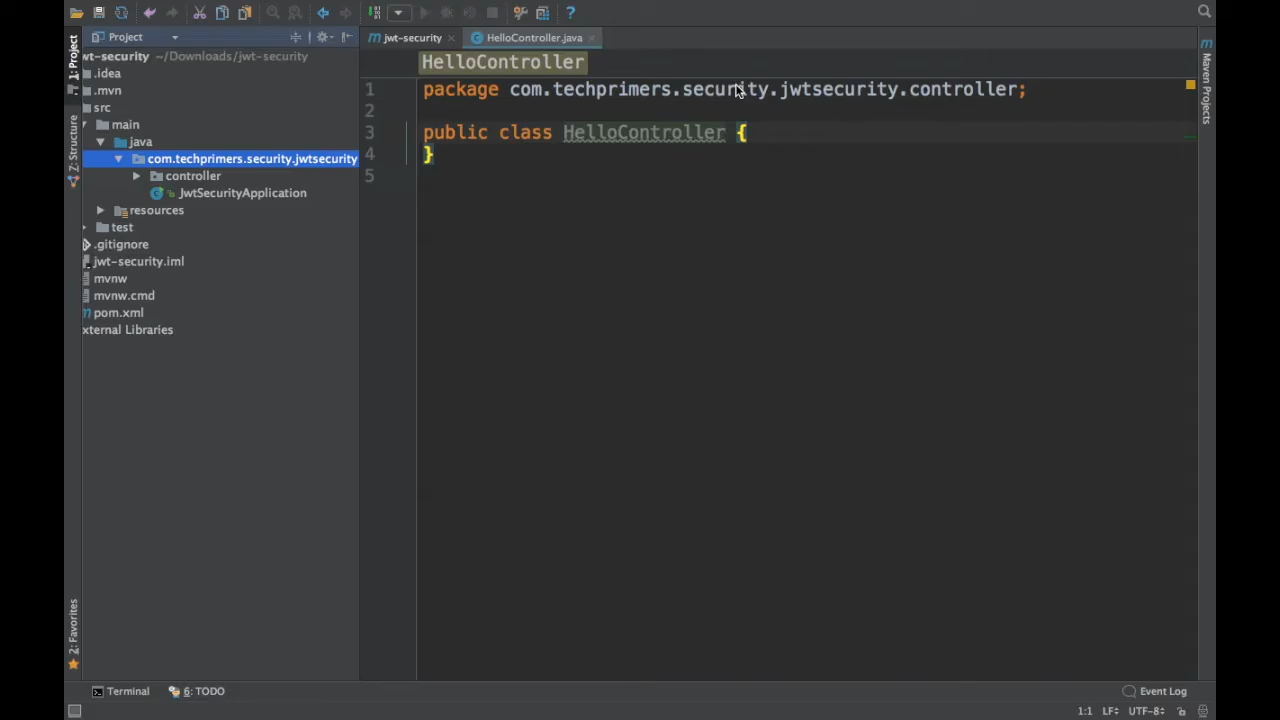 Project
jwt-security
HelloController.java
1: Project
wt-security ~/Downloads/jwt-security
.idea
.mvn
src
main
java
com.techprimers.security.jwtsecurity
controller
JwtSecurityApplication
resources
test
.gitignore
jwt-security.iml
mvnw
mvnw.cmd
pom.xml
xternal Libraries
Z: Structure
2: Favorites
HelloController
1 package com.techprimers.security.jwtsecurity.controller;
2
3 public class HelloController {
4 }
5
Maven Projects
Terminal
6: TODO
Event Log
1:1 LF÷ UTF-8÷